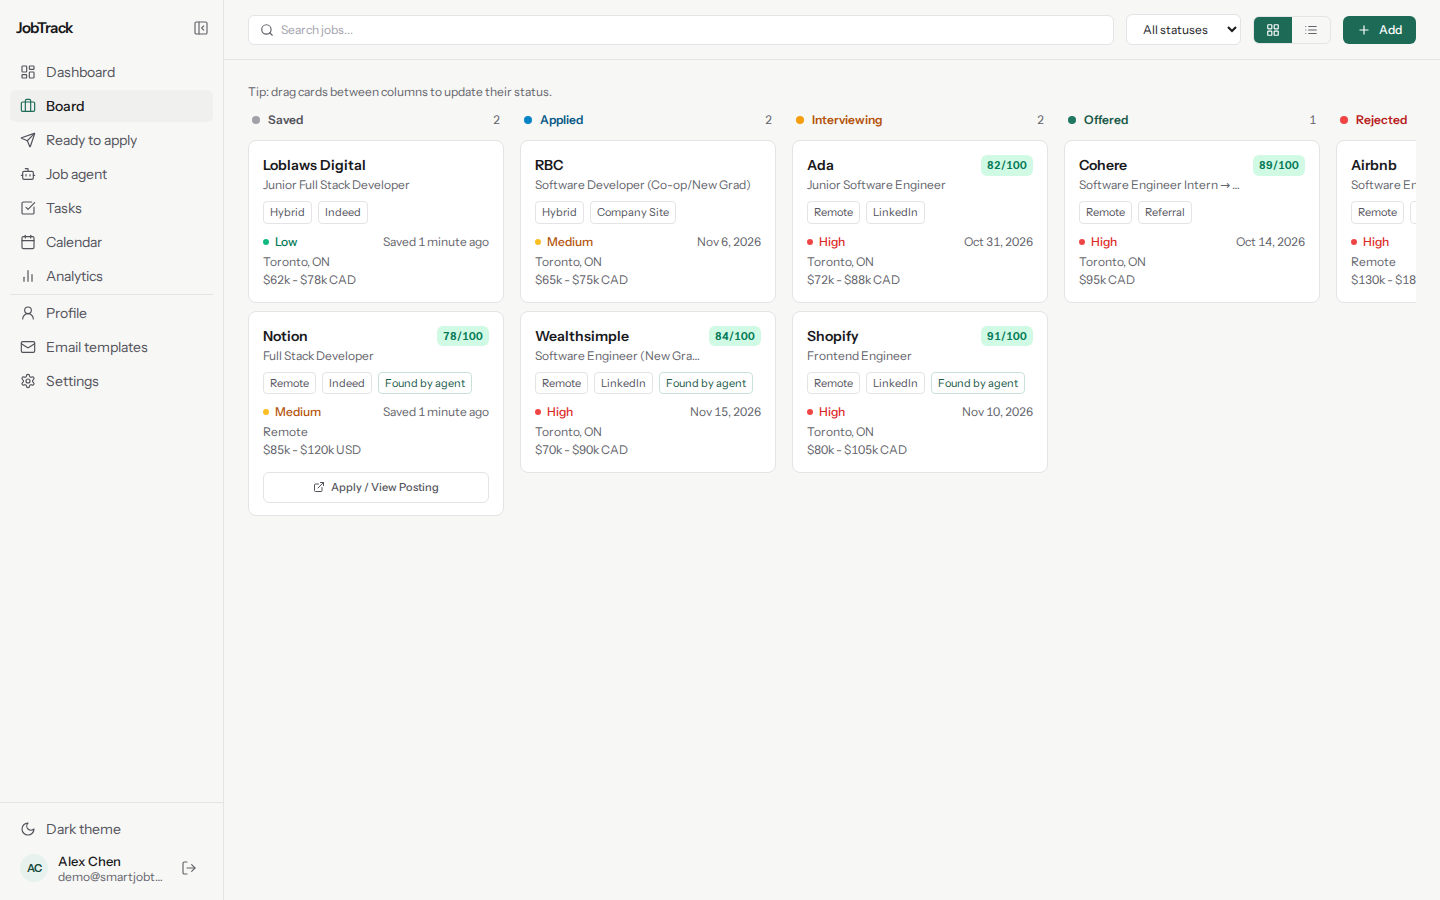 JobTrack
Dashboard
Board
Ready to apply
Job agent
Tasks
Calendar
Analytics
Profile
Email templates
Settings
Dark theme
AC
Alex Chen
demo@smartjobt...
Search jobs...
All statuses
Add
Tip: drag cards between columns to update their status.
Saved 2
Loblaws Digital
Junior Full Stack Developer
Hybrid Indeed
Low Saved 1 minute ago
Toronto, ON
$62k - $78k CAD
Notion 78/100
Full Stack Developer
Remote Indeed Found by agent
Medium Saved 1 minute ago
Remote
$85k - $120k USD
Apply / View Posting
Applied 2
RBC
Software Developer (Co-op/New Grad)
Hybrid Company Site
Medium Nov 6, 2026
Toronto, ON
$65k - $75k CAD
Wealthsimple 84/100
Software Engineer (New Gra...
Remote LinkedIn Found by agent
High Nov 15, 2026
Toronto, ON
$70k - $90k CAD
Interviewing 2
Ada 82/100
Junior Software Engineer
Remote LinkedIn
High Oct 31, 2026
Toronto, ON
$72k - $88k CAD
Shopify 91/100
Frontend Engineer
Remote LinkedIn Found by agent
High Nov 10, 2026
Toronto, ON
$80k - $105k CAD
Offered 1
Cohere 89/100
Software Engineer Intern → ...
Remote Referral
High Oct 14, 2026
Toronto, ON
$95k CAD
Rejected
Airbnb
Software En
Remote
High
Remote
$130k - $18